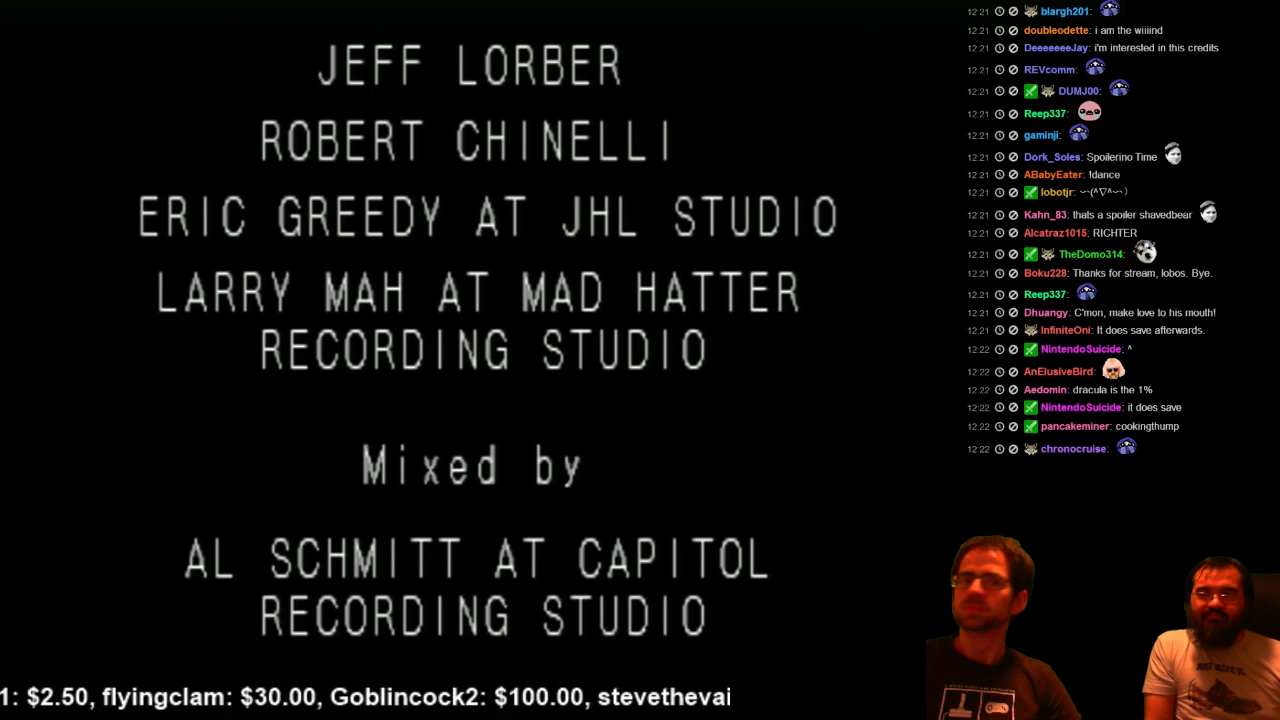 JEFF LORBER
ROBERT CHINELLI
ERIC GREEDY AT JHL STUDIO
LARRY MAH AT MAD HATTER
RECORDING STUDIO
Mixed by
AL SCHMITT AT CAPITOL
RECORDING STUDIO
1: $2.50, flyingclam: $30.00, Goblincock2: $100.00, stevethevai
12:21 blargh201:
12:21 doubleodette: i am the wiiiind
12:21 DeeeeeeeJay: i'm interested in this credits
12:21 REVcomm:
12:21 DUMJ00:
12:21 Reep337:
12:21 gaminji:
12:21 Dork_Soles: Spoilerino Time
12:21 ABabyEater: !dance
12:21 lobotjr: ~(^∇^~)
12:21 Kahn_83: thats a spoiler shavedbear
12:21 Alcatraz1015: RICHTER
12:21 TheDomo314:
12:21 Boku228: Thanks for stream, lobos. Bye.
12:21 Reep337:
12:21 Dhuangy: C'mon, make love to his mouth!
12:21 InfiniteOni: It does save afterwards.
12:22 NintendoSuicide: ^
12:22 AnElusiveBird:
12:22 Aedomin: dracula is the 1%
12:22 NintendoSuicide: it does save
12:22 pancakeminer: cookingthump
12:22 chronocruise: